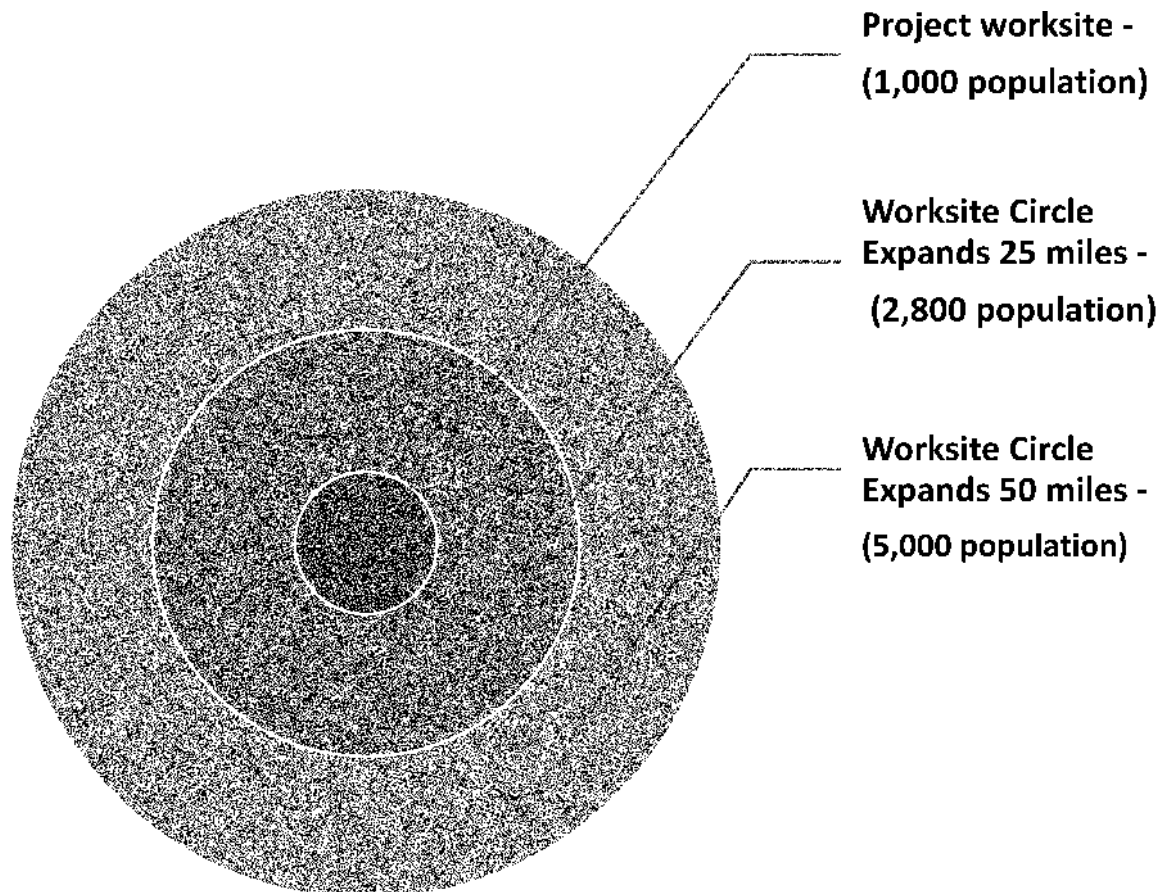 Project worksite -
(1,000 population)
Worksite Circle
Expands 25 miles -
(2,800 population)
Worksite Circle
Expands 50 miles -
(5,000 population)